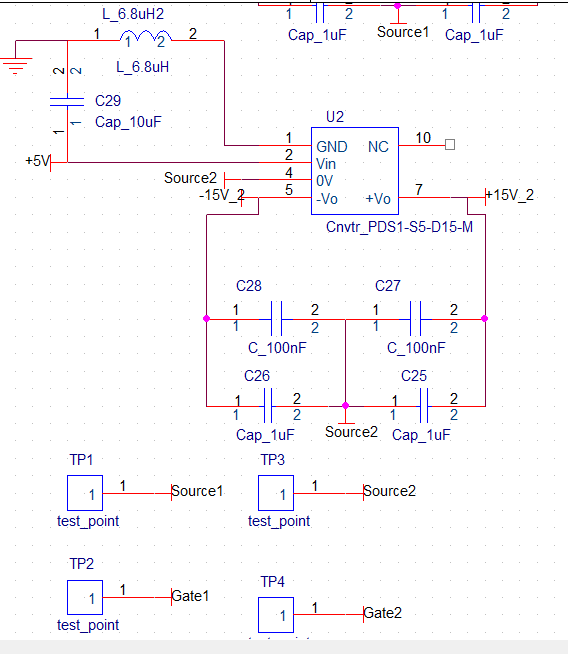 L_6.8uH2
1 2
1 2
L_6.8uH
1 2
Cap_1uF
Source1
1 2
Cap_1uF
2 2
C29
Cap_10uF
1 1
+5V
U2
1 GND
2 Vin
Source2 4 0V
-15V_2 5 -Vo
NC 10
+Vo 7 +15V_2
Cnvtr_PDS1-S5-D15-M
C28
1 2
1 2
C_100nF
C27
1 2
1 2
C_100nF
C26
1 2
1 2
Cap_1uF
Source2
C25
1 2
1 2
Cap_1uF
TP1
1 1 Source1
test_point
TP3
1 1 Source2
test_point
TP2
1 1 Gate1
test_point
TP4
1 1 Gate2